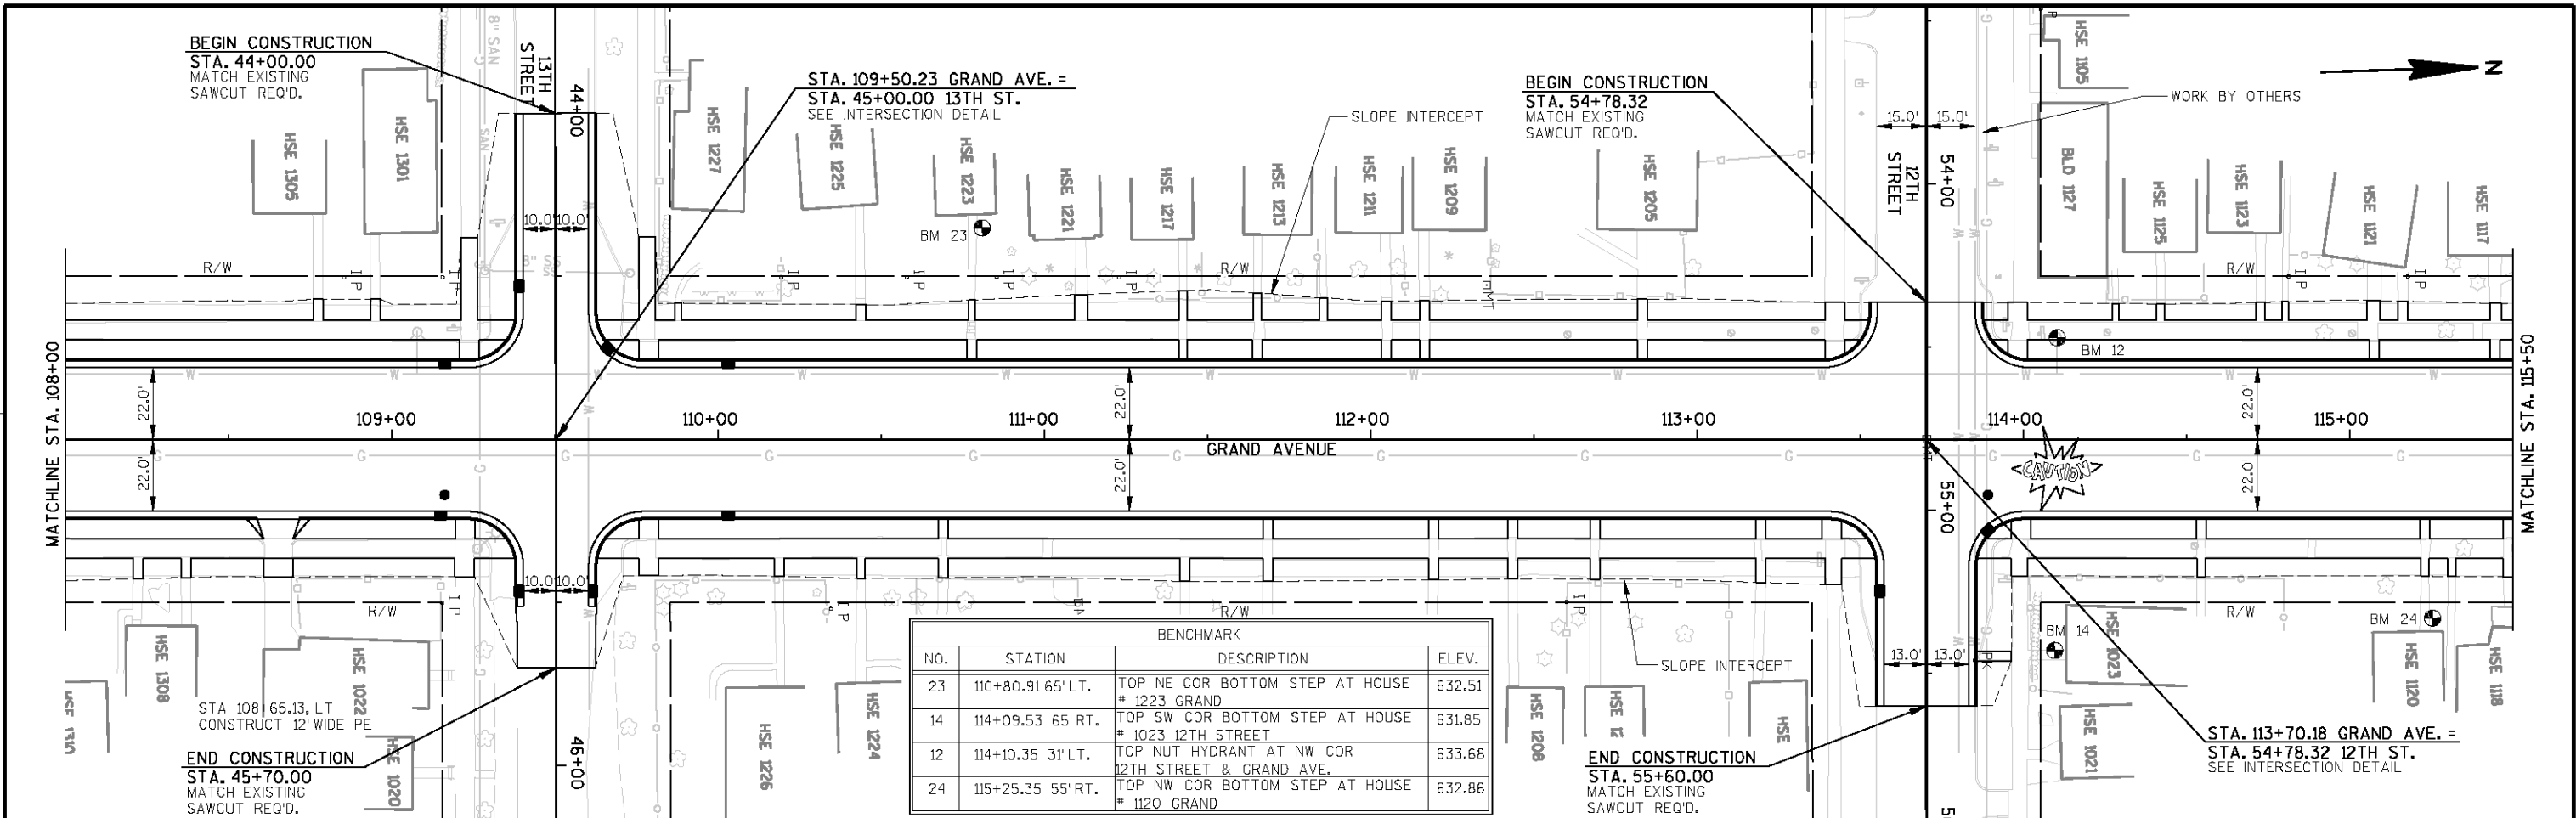 BEGIN CONSTRUCTION
STA. 44+00.00
MATCH EXISTING
SAWCUT REQ'D.
8" SAN
SAN
13TH
STREET
44+00
STA. 109+50.23 GRAND AVE. =
STA. 45+00.00 13TH ST.
SEE INTERSECTION DETAIL
SLOPE INTERCEPT
BEGIN CONSTRUCTION
STA. 54+78.32
MATCH EXISTING
SAWCUT REQ'D.
15.0'
15.0'
12TH
STREET
54+00
WORK BY OTHERS
N
HSE 1105
HSE 1305
HSE 1301
HSE 1227
HSE 1225
HSE 1223
HSE 1221
HSE 1217
HSE 1213
HSE 1211
HSE 1209
HSE 1205
BLD 1127
HSE 1125
HSE 1123
HSE 1121
HSE 1117
BM 23
10.0'
10.0'
R/W
I P
I P
I P
I P
I P
I P
I P
R/W
MT
R/W
I P
I P
BM 12
W
W
W
W
W
W
W
W
W
W
W
MATCHLINE STA. 108+00
22.0'
22.0'
109+00
110+00
111+00
22.0'
22.0'
112+00
113+00
114+00
22.0'
22.0'
115+00
MATCHLINE STA. 115+50
GRAND AVENUE
G
G
G
G
G
G
G
G
G
G
G
CAUTION
55+00
10.0'
10.0'
R/W
I P
I P
R/W
I P
R/W
13.0'
13.0'
BM 14
BM 24
HSE 1308
HSE 1022
HSE 1226
HSE 1224
HSE 1208
HSE
HSE 1023
HSE 1120
HSE 1118
HSE 1020
HSE 1021
SLOPE INTERCEPT
STA 108+65.13, LT
CONSTRUCT 12' WIDE PE
END CONSTRUCTION
STA. 45+70.00
MATCH EXISTING
SAWCUT REQ'D.
46+00
BENCHMARK
NO. STATION DESCRIPTION ELEV.
23 110+80.91 65' LT. TOP NE COR BOTTOM STEP AT HOUSE 632.51
# 1223 GRAND
14 114+09.53 65' RT. TOP SW COR BOTTOM STEP AT HOUSE 631.85
# 1023 12TH STREET
12 114+10.35 31' LT. TOP NUT HYDRANT AT NW COR 633.68
12TH STREET & GRAND AVE.
24 115+25.35 55' RT. TOP NW COR BOTTOM STEP AT HOUSE 632.86
# 1120 GRAND
END CONSTRUCTION
STA. 55+60.00
MATCH EXISTING
SAWCUT REQ'D.
STA. 113+70.18 GRAND AVE. =
STA. 54+78.32 12TH ST.
SEE INTERSECTION DETAIL